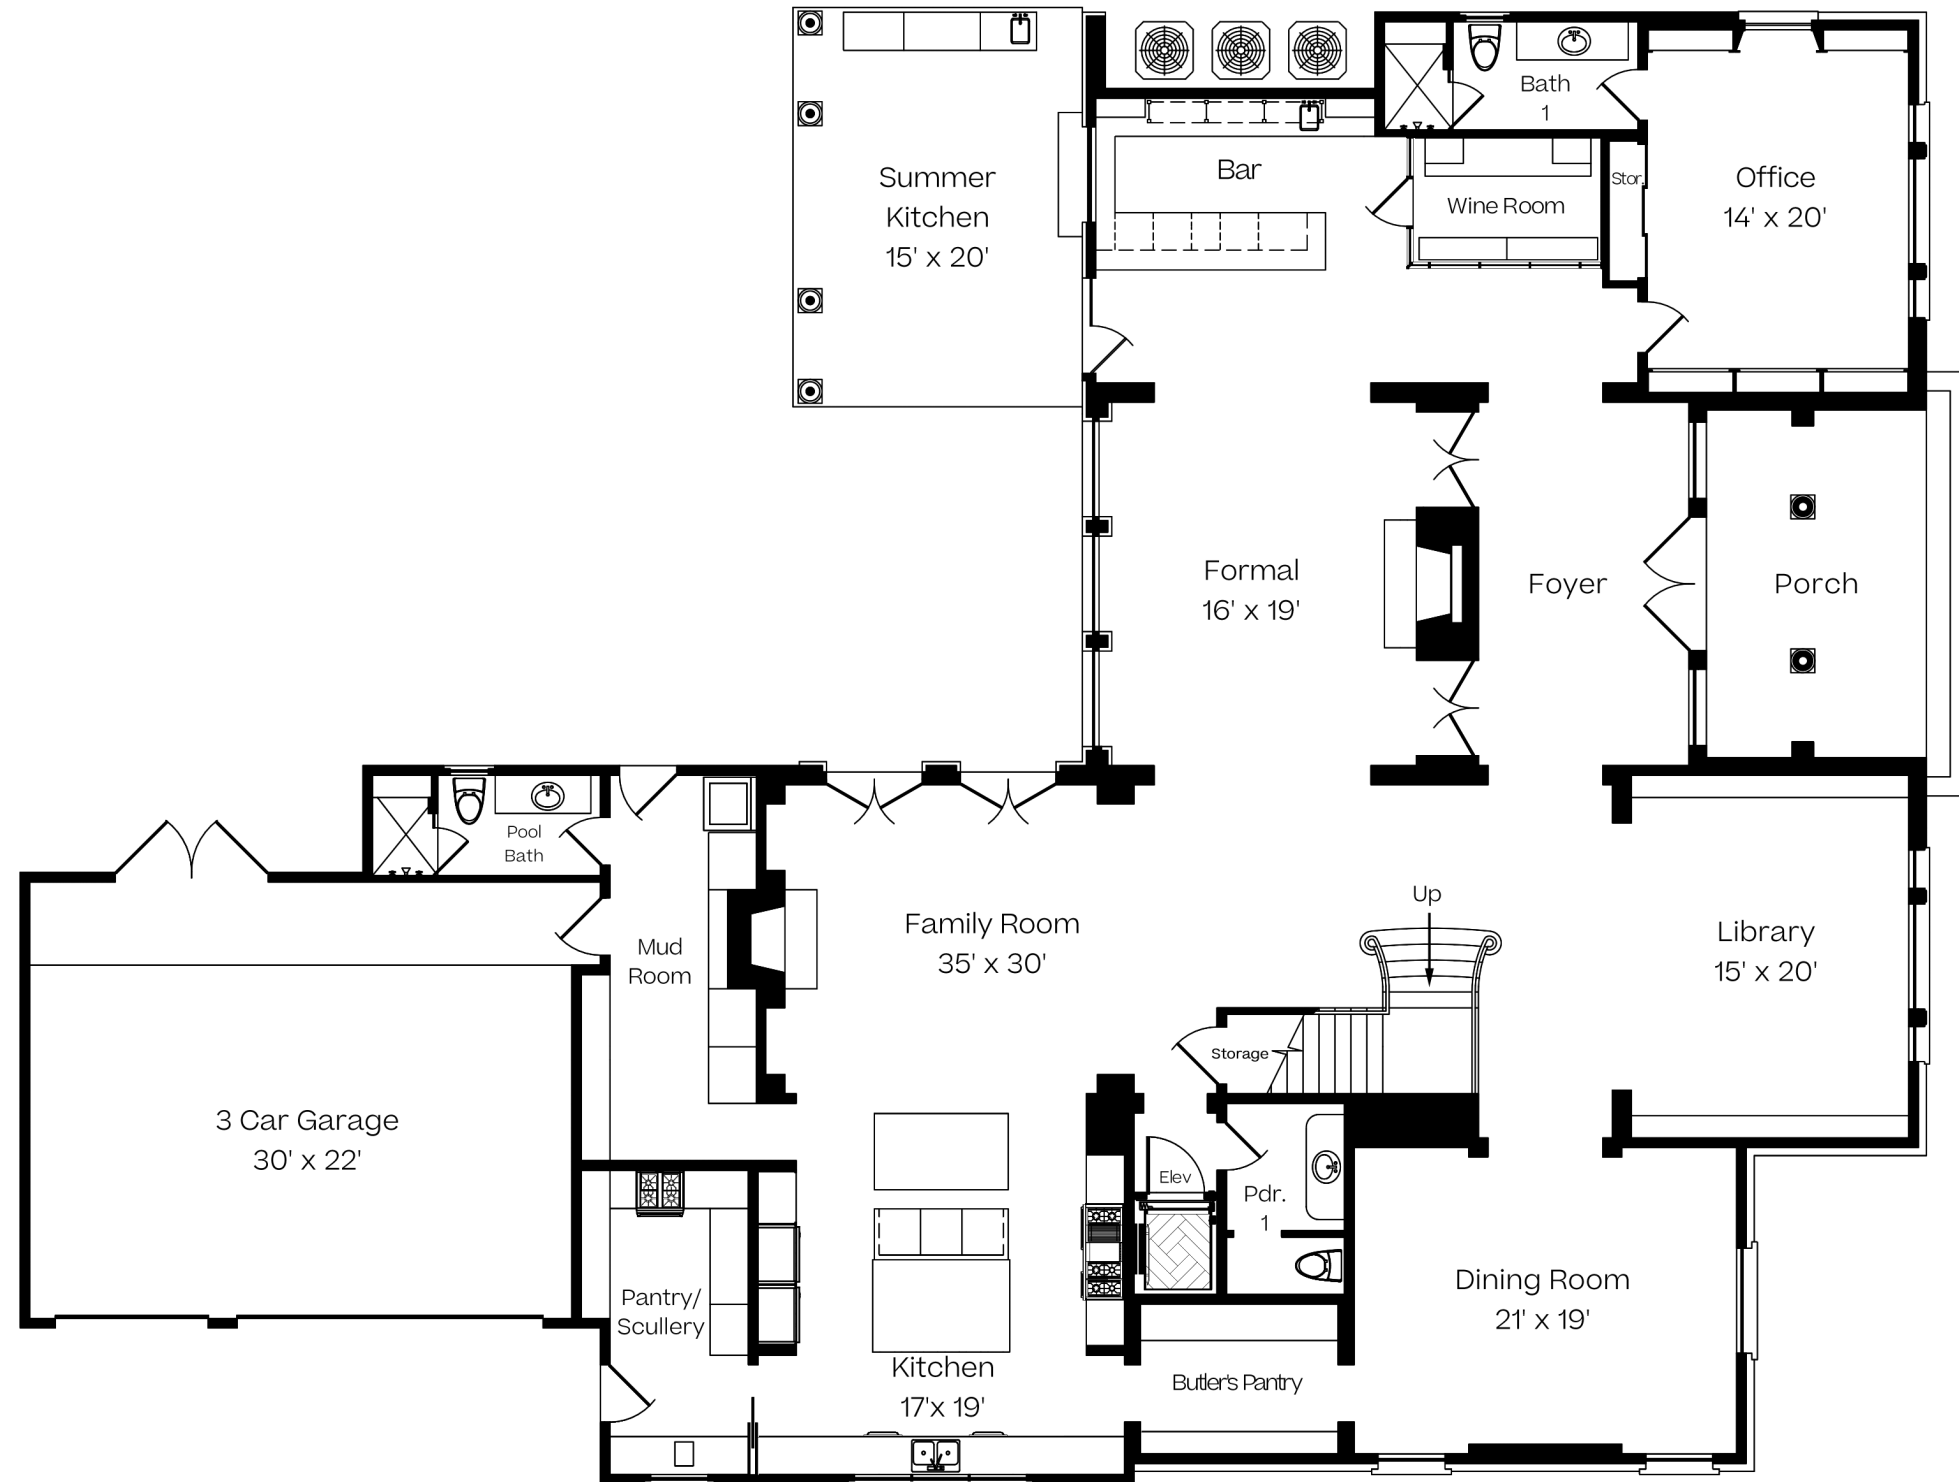 Bath
1
Summer
Kitchen
15' x 20'
Bar
Wine Room
Stor.
Office
14' x 20'
Formal
16' x 19'
Foyer
Porch
Pool
Bath
Mud
Room
Family Room
35' x 30'
Up
Library
15' x 20'
Storage
3 Car Garage
30' x 22'
Elev
Pdr.
1
Pantry/
Scullery
Dining Room
21' x 19'
Kitchen
17'x 19'
Butler's Pantry